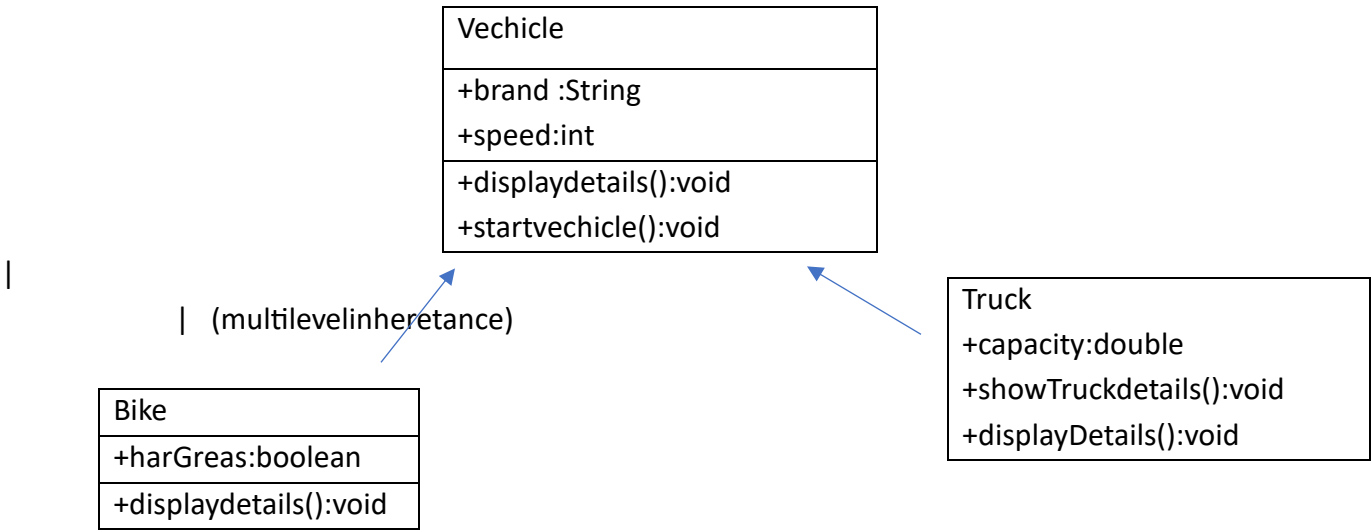 Vechicle
+brand :String
+speed:int
+displaydetails():void
+startvechicle():void
|
| (multilevelinheretance)
Bike
+harGreas:boolean
+displaydetails():void
Truck
+capacity:double
+showTruckdetails():void
+displayDetails():void